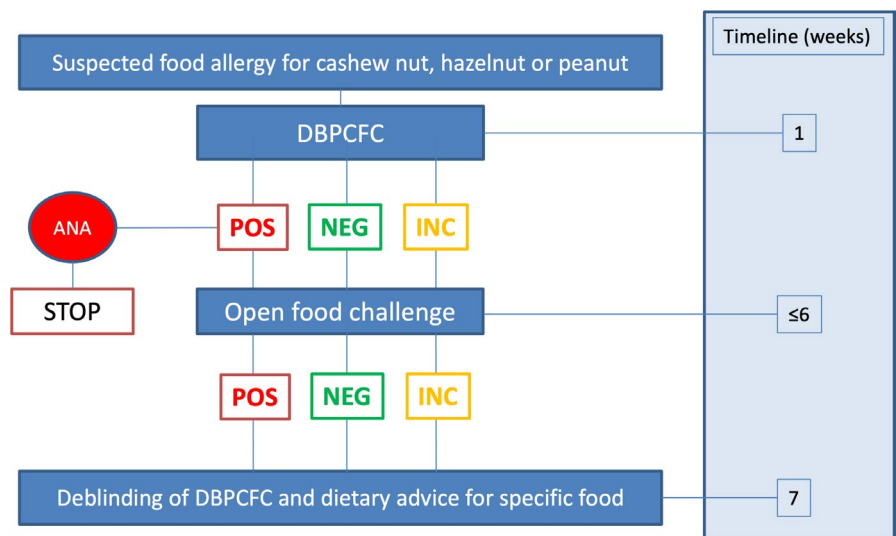 Timeline (weeks)
Suspected food allergy for cashew nut, hazelnut or peanut
DBPCFC
1
ANA
POS
NEG
INC
STOP
Open food challenge
≤6
POS
NEG
INC
Deblinding of DBPCFC and dietary advice for specific food
7